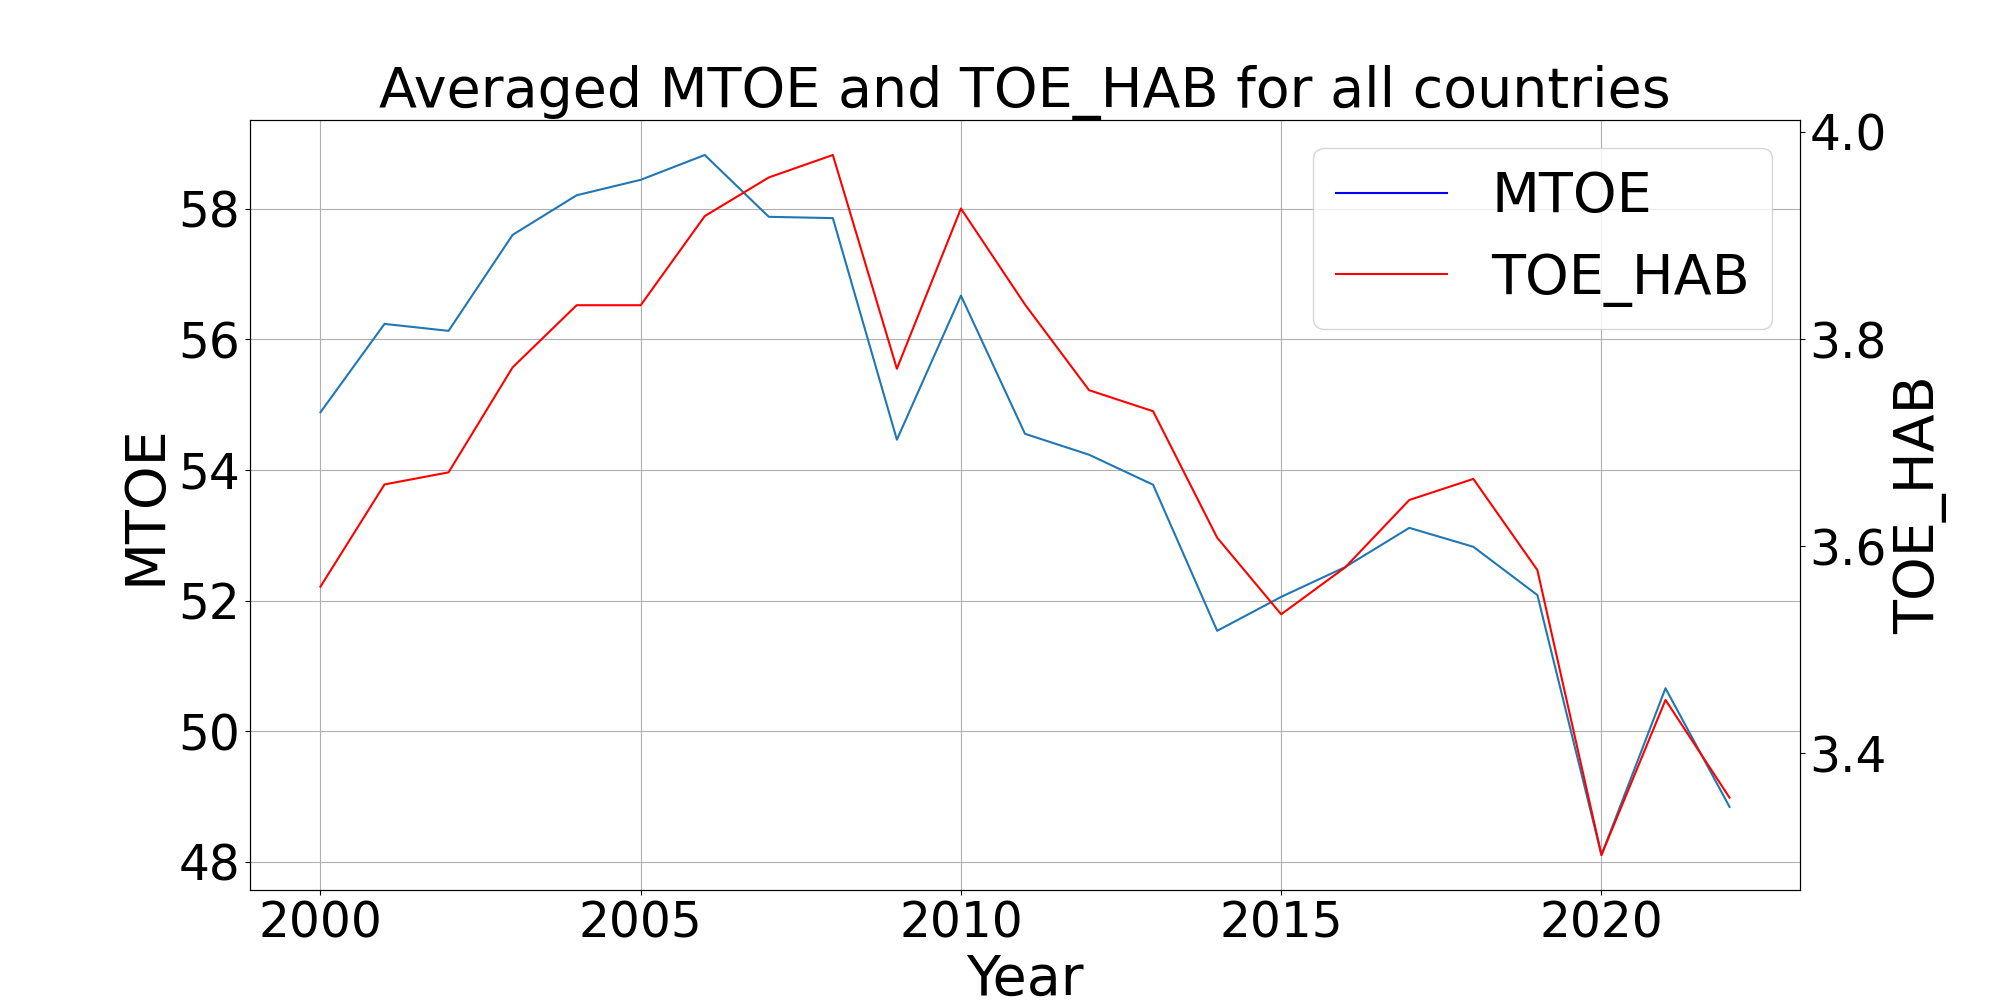 Averaged MTOE and TOE_HAB for all countries
MTOE
TOE_HAB
58
56
54
52
50
48
MTOE
4.0
3.8
3.6
3.4
TOE_HAB
2000 2005 2010 2015 2020
Year